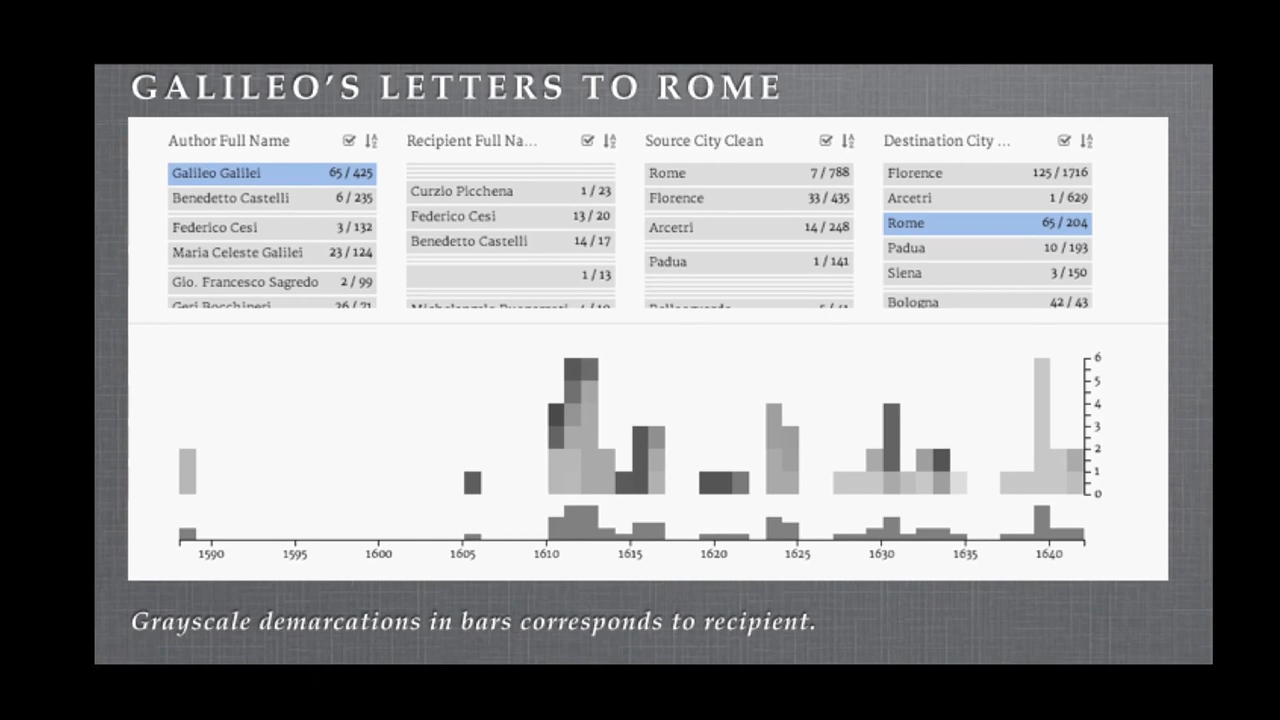 GALILEO'S LETTERS TO ROME
Author Full Name
Galileo Galilei 65 / 425
Benedetto Castelli 6 / 235
Federico Cesi 3 / 132
Maria Celeste Galilei 23 / 124
Gio. Francesco Sagredo 2 / 99
Geri Bocchineri 26 / 71
Recipient Full Na...
Curzio Picchena 1 / 23
Federico Cesi 13 / 20
Benedetto Castelli 14 / 17
1 / 13
Source City Clean
Rome 7 / 788
Florence 33 / 435
Arcetri 14 / 248
Padua 1 / 141
Destination City ...
Florence 125 / 1716
Arcetri 1 / 629
Rome 65 / 204
Padua 10 / 193
Siena 3 / 150
Bologna 42 / 43
6
5
4
3
2
1
0
1590 1595 1600 1605 1610 1615 1620 1625 1630 1635 1640
Grayscale demarcations in bars corresponds to recipient.